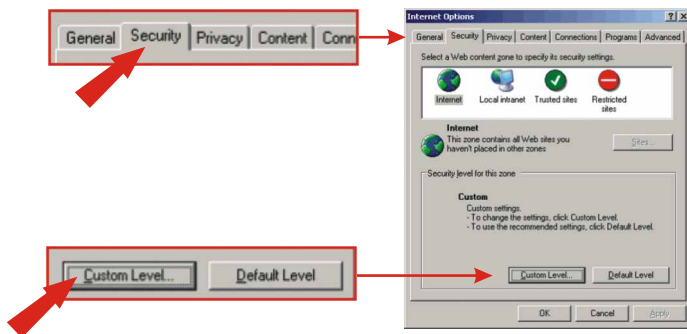 General Security Privacy Content Conn
Internet Options
General Security Privacy Content Connections Programs Advanced
Select a Web content zone to specify its security settings.
Internet Local intranet Trusted sites Restricted
sites
Internet
This zone contains all Web sites you
haven't placed in other zones
Sites...
Security level for this zone
Custom
Custom settings.
- To change the settings, click Custom Level.
- To use the recommended settings, click Default Level.
Custom Level... Default Level
Custom Level... Default Level
OK Cancel Apply